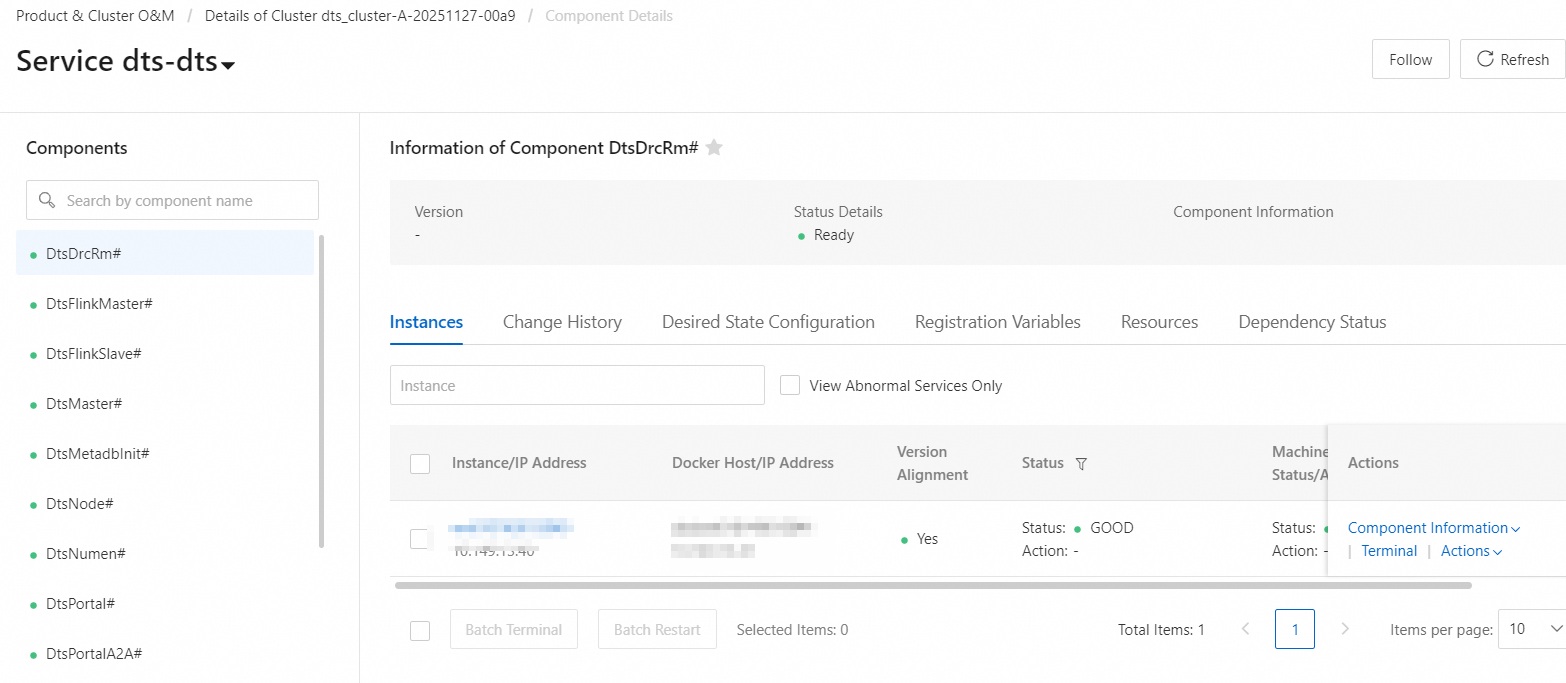 Product & Cluster O&M / Details of Cluster dts_cluster-A-20251127-00a9 / Component Details
Service dts-dts
Follow
Refresh
Components
Search by component name
DtsDrcRm#
DtsFlinkMaster#
DtsFlinkSlave#
DtsMaster#
DtsMetadbInit#
DtsNode#
DtsNumen#
DtsPortal#
DtsPortalA2A#
Information of Component DtsDrcRm#
Version
-
Status Details
Ready
Component Information
Instances Change History Desired State Configuration Registration Variables Resources Dependency Status
Instance
View Abnormal Services Only
Instance/IP Address
Docker Host/IP Address
Version
Alignment
Status
Machine
Status/A
Actions
Yes
Status: GOOD
Action: -
Status:
Action: -
Component Information
| Terminal | Actions
Batch Terminal
Batch Restart
Selected Items: 0
Total Items: 1
1
Items per page: 10